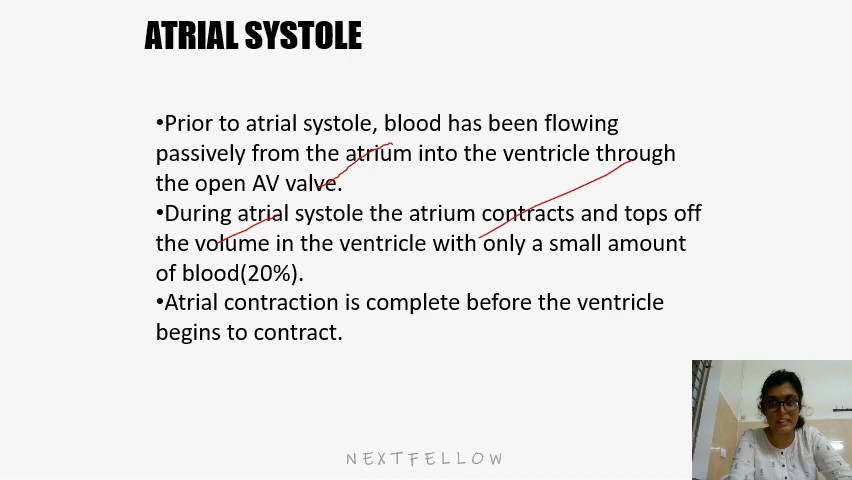 ATRIAL SYSTOLE
•Prior to atrial systole, blood has been flowing
passively from the atrium into the ventricle through
the open AV valve.
•During atrial systole the atrium contracts and tops off
the volume in the ventricle with only a small amount
of blood(20%).
•Atrial contraction is complete before the ventricle
begins to contract.
NEXTFELLOW